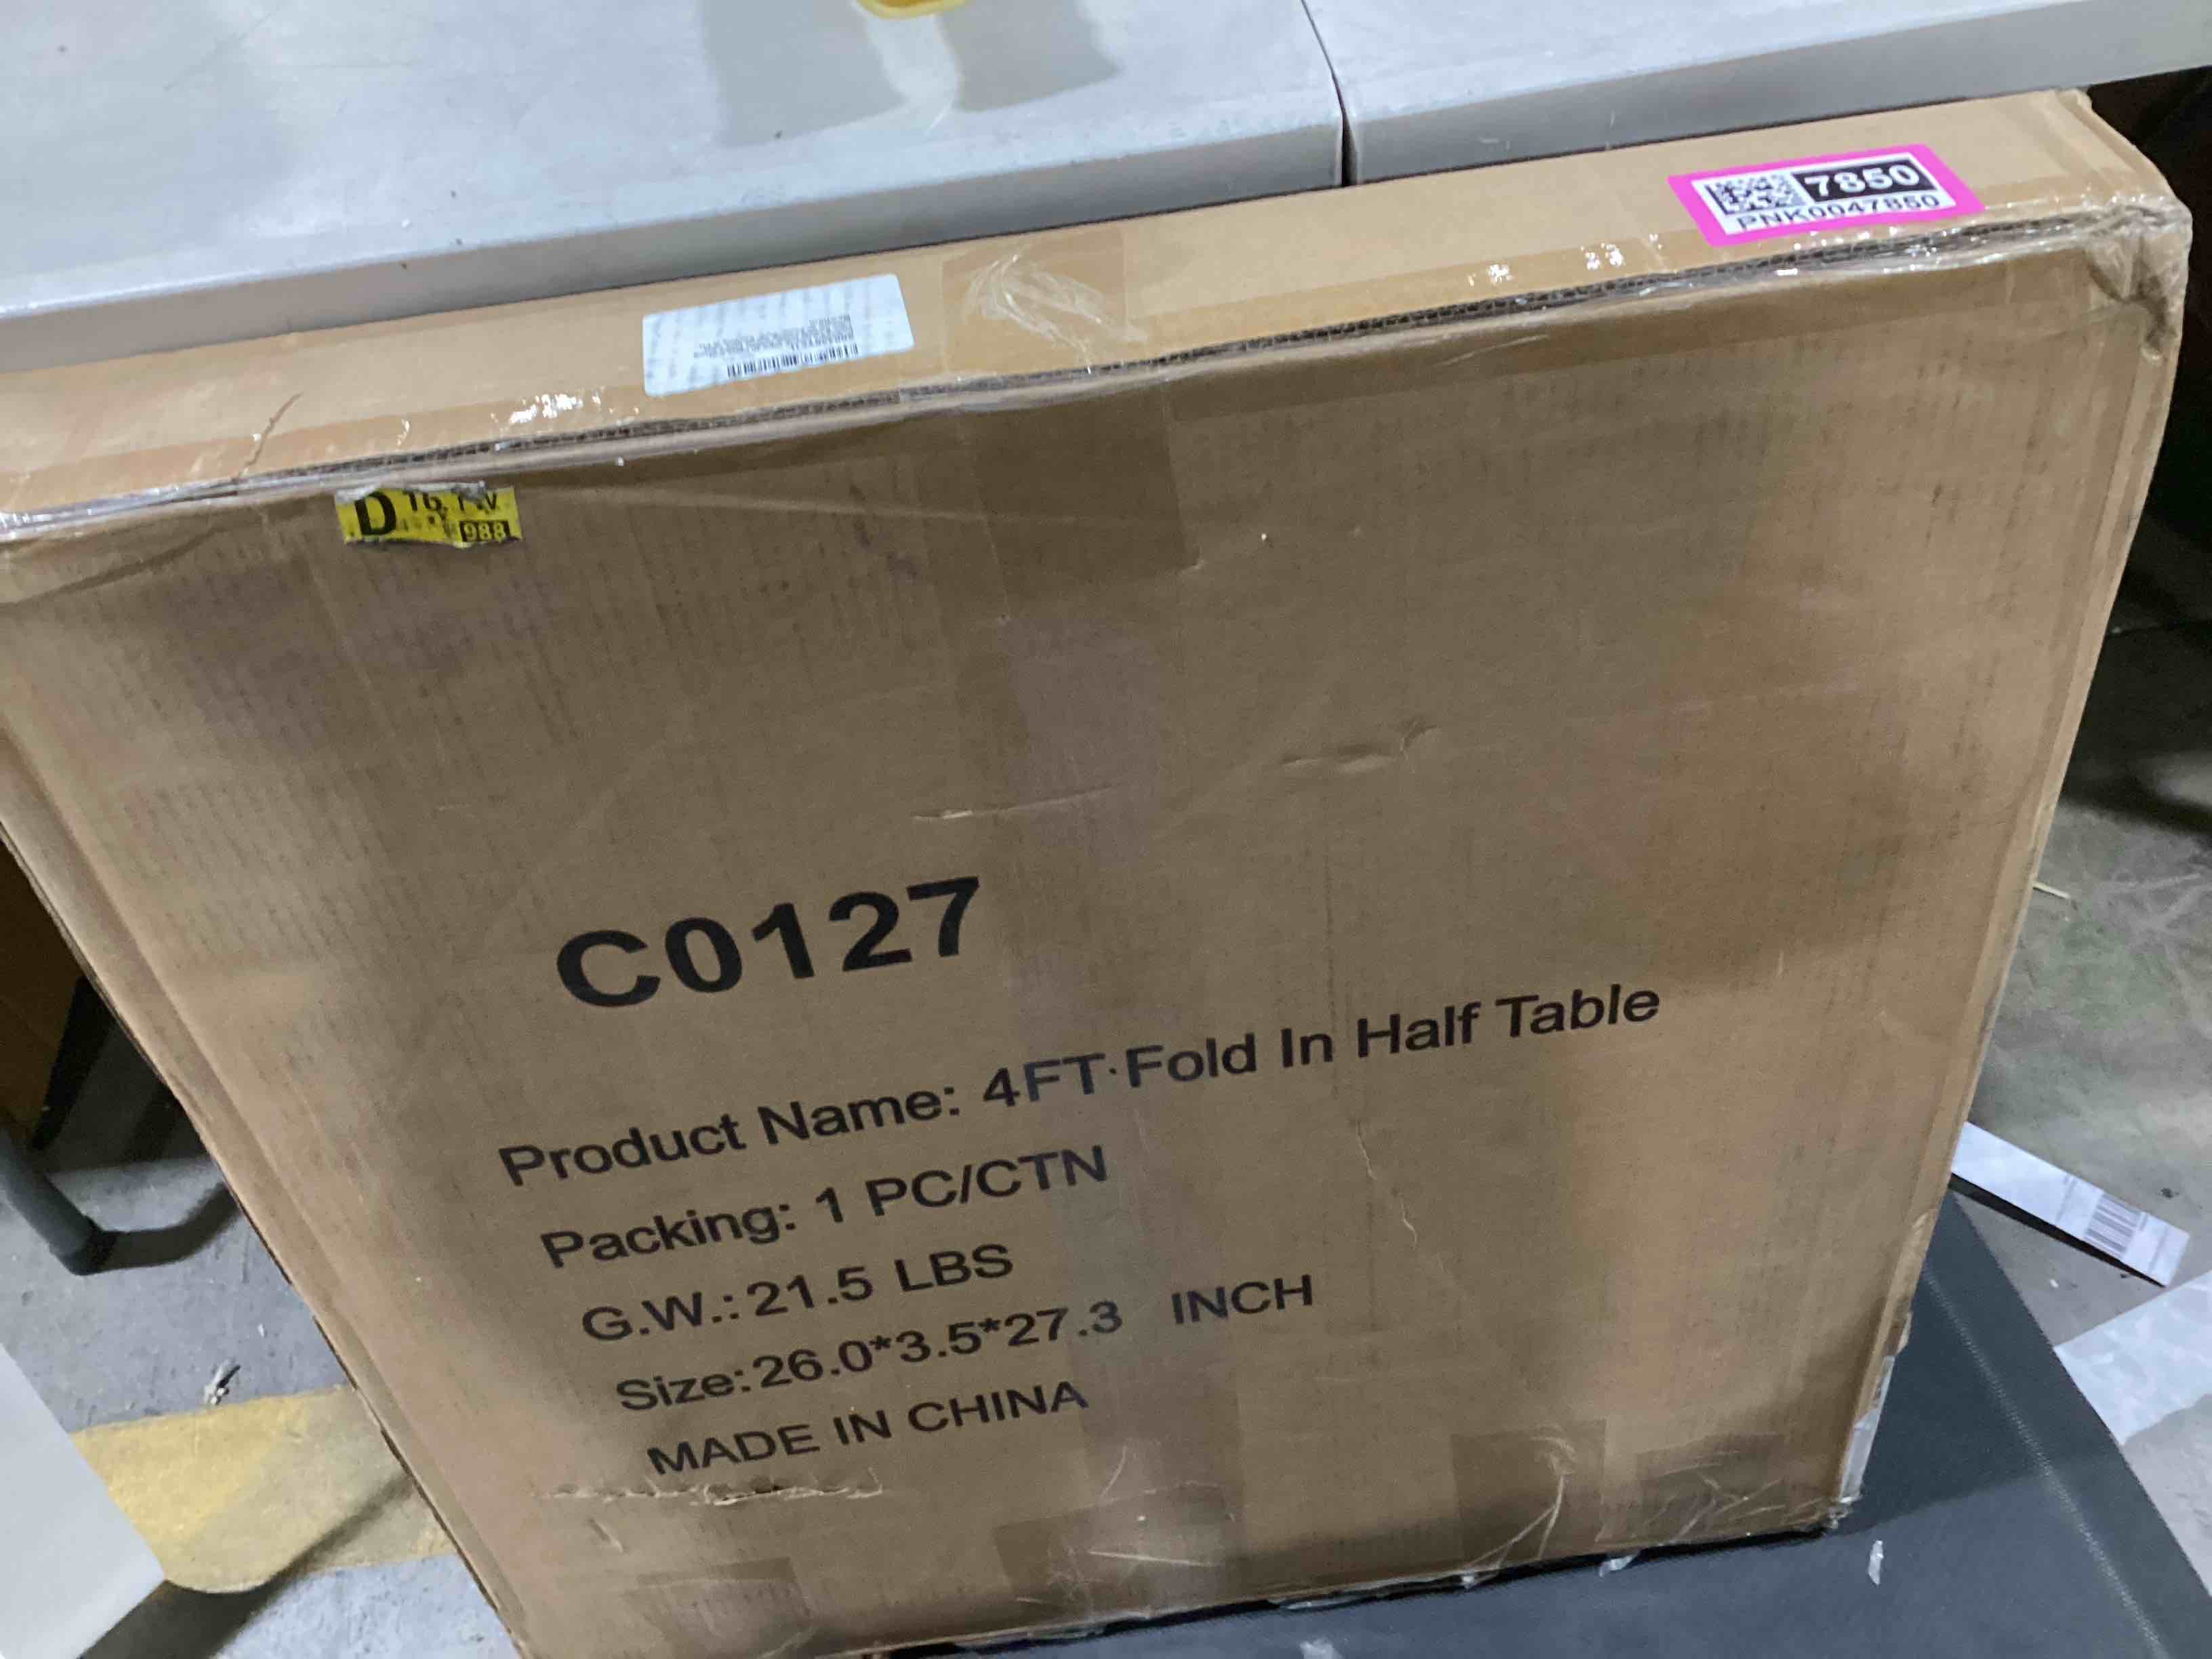 7850
PNK0047850
D
988
C0127
Product Name: 4FT·Fold In Half Table
Packing: 1 PC/CTN
G.W.:21.5 LBS
Size:26.0*3.5*27.3 INCH
MADE IN CHINA